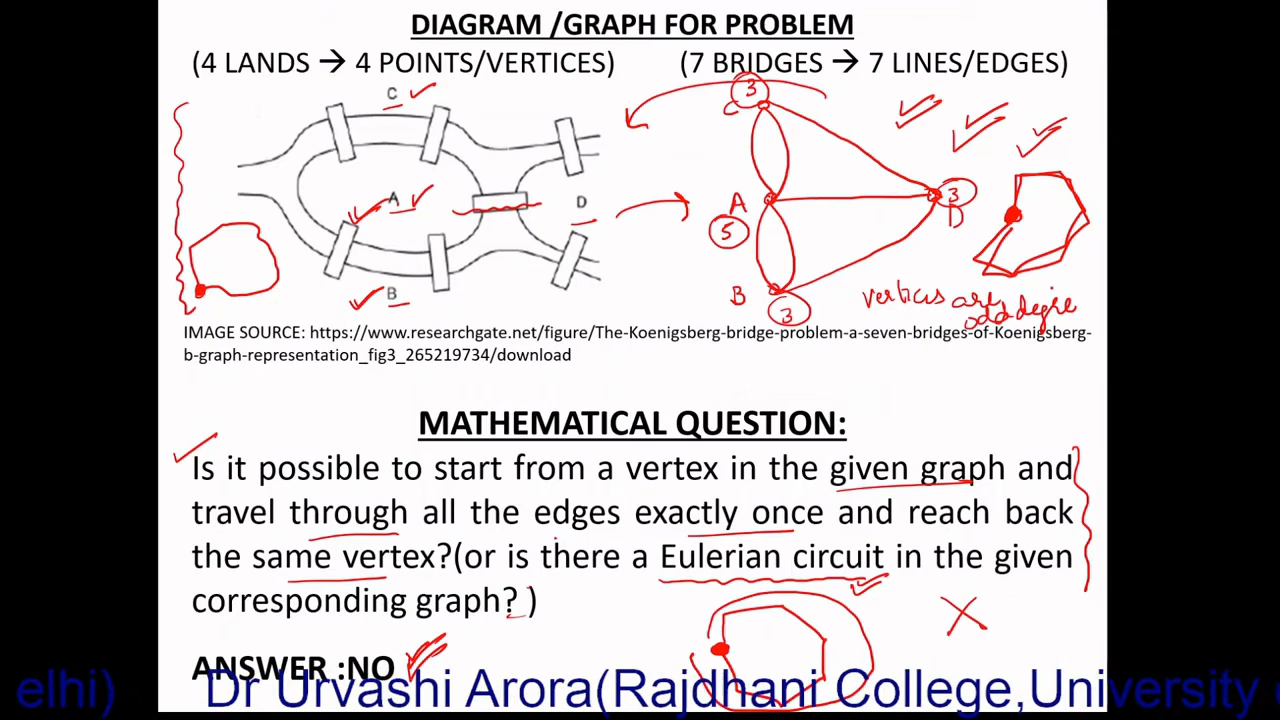 DIAGRAM /GRAPH FOR PROBLEM
(4 LANDS → 4 POINTS/VERTICES) (7 BRIDGES → 7 LINES/EDGES)
C
A
D
B
3
C
A
5
3
D
B
3
vertices are
odd degree
IMAGE SOURCE: https://www.researchgate.net/figure/The-Koenigsberg-bridge-problem-a-seven-bridges-of-Koenigsberg-
b-graph-representation_fig3_265219734/download
MATHEMATICAL QUESTION:
Is it possible to start from a vertex in the given graph and
travel through all the edges exactly once and reach back
the same vertex?(or is there a Eulerian circuit in the given
corresponding graph? )
ANSWER :NO
elhi) Dr Urvashi Arora(Rajdhani College,University